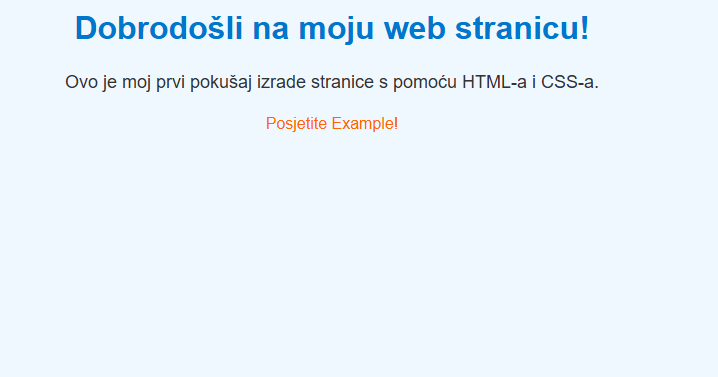 Dobrodošli na moju web stranicu!
Ovo je moj prvi pokušaj izrade stranice s pomoću HTML-a i CSS-a.
Posjetite Example!